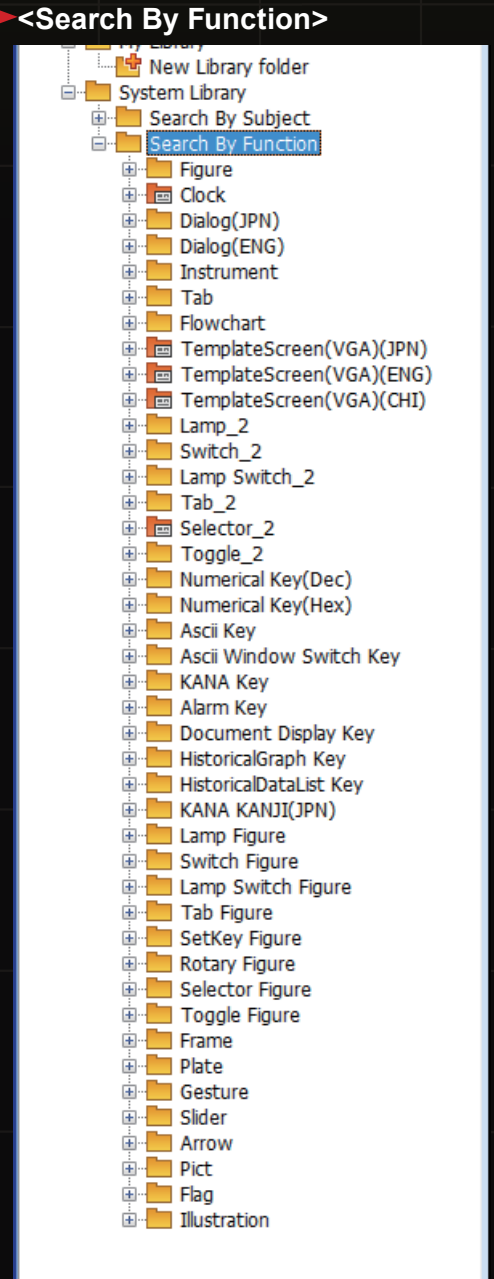 <Search By Function>
My Library
New Library folder
System Library
Search By Subject
Search By Function
Figure
Clock
Dialog(JPN)
Dialog(ENG)
Instrument
Tab
Flowchart
TemplateScreen(VGA)(JPN)
TemplateScreen(VGA)(ENG)
TemplateScreen(VGA)(CHI)
Lamp_2
Switch_2
Lamp Switch_2
Tab_2
Selector_2
Toggle_2
Numerical Key(Dec)
Numerical Key(Hex)
Ascii Key
Ascii Window Switch Key
KANA Key
Alarm Key
Document Display Key
HistoricalGraph Key
HistoricalDataList Key
KANA KANJI(JPN)
Lamp Figure
Switch Figure
Lamp Switch Figure
Tab Figure
SetKey Figure
Rotary Figure
Selector Figure
Toggle Figure
Frame
Plate
Gesture
Slider
Arrow
Pict
Flag
Illustration